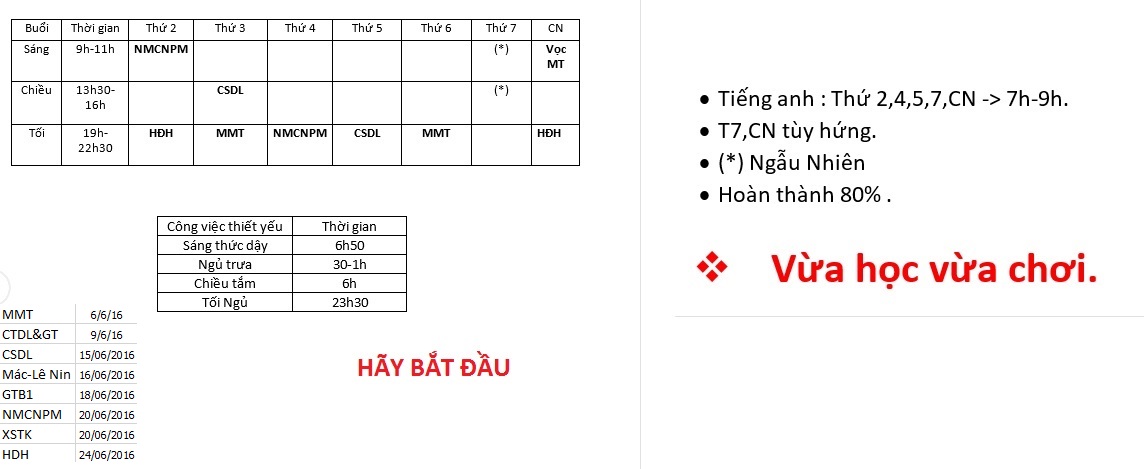 Buổi Thời gian Thứ 2 Thứ 3 Thứ 4 Thứ 5 Thứ 6 Thứ 7 CN
Sáng 9h-11h NMCNPM (*) Vọc
MT
Chiều 13h30-
16h CSDL (*)
Tối 19h-
22h30 HĐH MMT NMCNPM CSDL MMT HĐH
Công việc thiết yếu Thời gian
Sáng thức dậy 6h50
Ngủ trưa 30-1h
Chiều tắm 6h
Tối Ngủ 23h30
MMT 6/6/16
CTDL&GT 9/6/16
CSDL 15/06/2016
Mác-Lê Nin 16/06/2016
GTB1 18/06/2016
NMCNPM 20/06/2016
XSTK 20/06/2016
HDH 24/06/2016
HÃY BẮT ĐẦU
• Tiếng anh : Thứ 2,4,5,7,CN -> 7h-9h.
• T7,CN tùy hứng.
• (*) Ngẫu Nhiên
• Hoàn thành 80% .
❖ Vừa học vừa chơi.